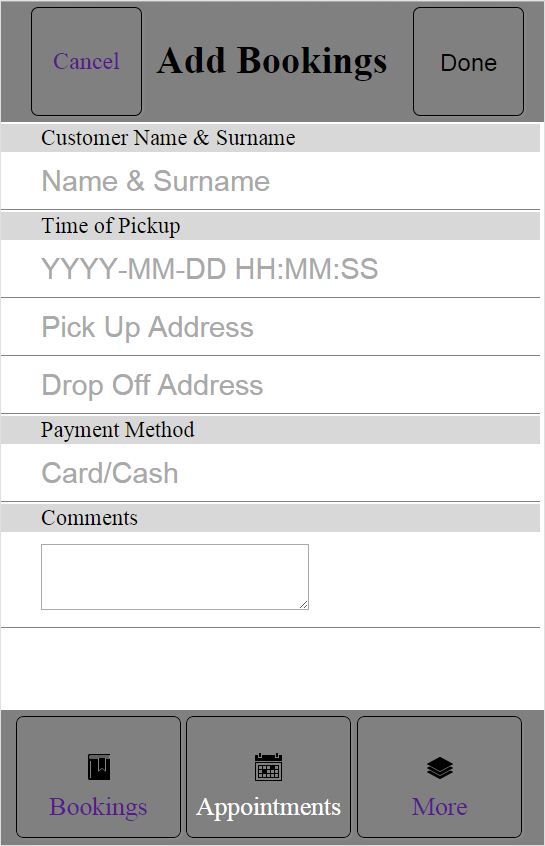 Cancel Add Bookings Done
Customer Name & Surname
Name & Surname
Time of Pickup
YYYY-MM-DD HH:MM:SS
Pick Up Address
Drop Off Address
Payment Method
Card/Cash
Comments
Bookings Appointments More